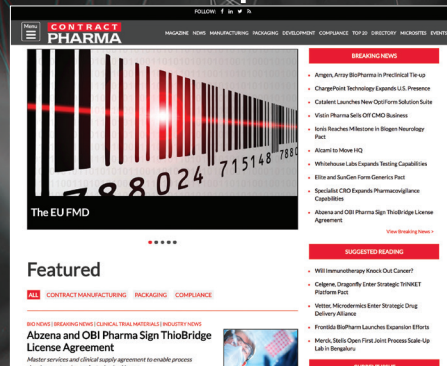 FOLLOW:
Menu
CONTRACT
PHARMA
MAGAZINE NEWS MANUFACTURING PACKAGING DEVELOPMENT COMPLIANCE TOP 20 DIRECTORY MICROSITES EVENTS
88024 715148 7880
The EU FMD
Featured
ALL CONTRACT MANUFACTURING PACKAGING COMPLIANCE
BIO NEWS | BREAKING NEWS | CLINICAL TRIAL MATERIALS | INDUSTRY NEWS
Abzena and OBI Pharma Sign ThioBridge
License Agreement
Master services and clinical supply agreement to enable process
BREAKING NEWS
Amgen, Array BioPharma in Preclinical Tie-up
ChargePoint Technology Expands U.S. Presence
Catalent Launches New OptiForm Solution Suite
Vistin Pharma Sells Off CMO Business
Ionis Reaches Milestone in Biogen Neurology
Pact
Alcami to Move HQ
Whitehouse Labs Expands Testing Capabilities
Elite and SunGen Form Generics Pact
Specialist CRO Expands Pharmacovigilance
Capabilities
Abzena and OBI Pharma Sign ThioBridge License
Agreement
View Breaking News >
SUGGESTED READING
Will Immunotherapy Knock Out Cancer?
Celgene, Dragonfly Enter Strategic TriNKET
Platform Pact
Vetter, Microdermics Enter Strategic Drug
Delivery Alliance
Frontida BioPharm Launches Expansion Efforts
Merck, Stelis Open First Joint Process Scale-Up
Lab in Bengaluru